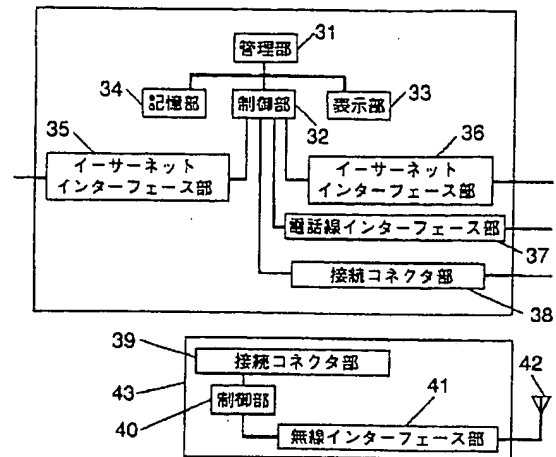 31
管理部
34
記憶部
制御部
32
表示部
33
35
イーサーネット
インターフェース部
36
イーサーネット
インターフェース部
電話線インターフェース部
37
接続コネクタ部
38
39
接続コネクタ部
43
制御部
40
41
無線インターフェース部
42